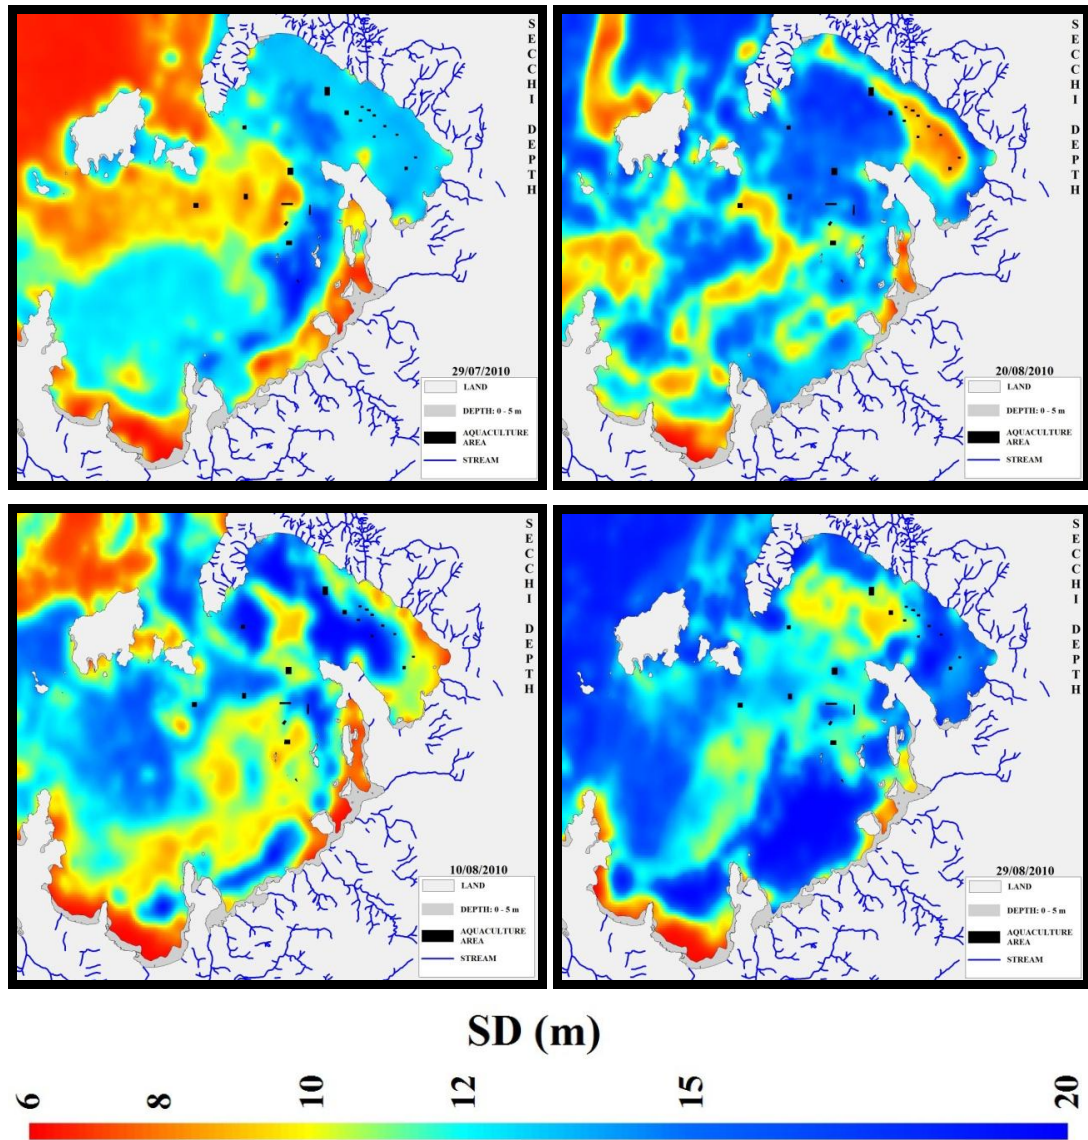 SECCHI DEPTH
29/07/2010
LAND
DEPTH: 0 - 5 m
AQUACULTURE
AREA
STREAM
SECCHI DEPTH
20/08/2010
LAND
DEPTH: 0 - 5 m
AQUACULTURE
AREA
STREAM
SECCHI DEPTH
10/08/2010
LAND
DEPTH: 0 - 5 m
AQUACULTURE
AREA
STREAM
SECCHI DEPTH
29/08/2010
LAND
DEPTH: 0 - 5 m
AQUACULTURE
AREA
STREAM
SD (m)
6 8 10 12 15 20